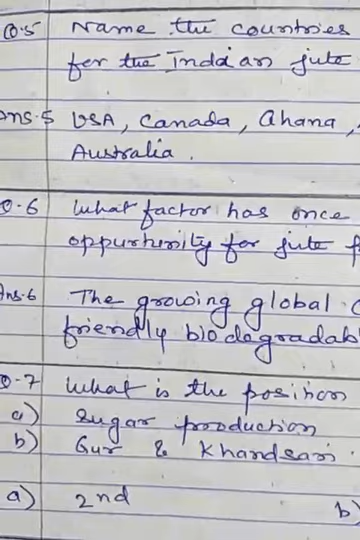 Q.5 Name the countries
for the Indian jute
Ans.5 USA, Canada, Ghana,
Australia.
Q.6 What factor has once
oppurtunity for jute
Ans.6 The growing global
friendly biodegradab
Q.7 What is the position
a) Sugar production
b) Gur & Khandsari.
a) 2nd b)